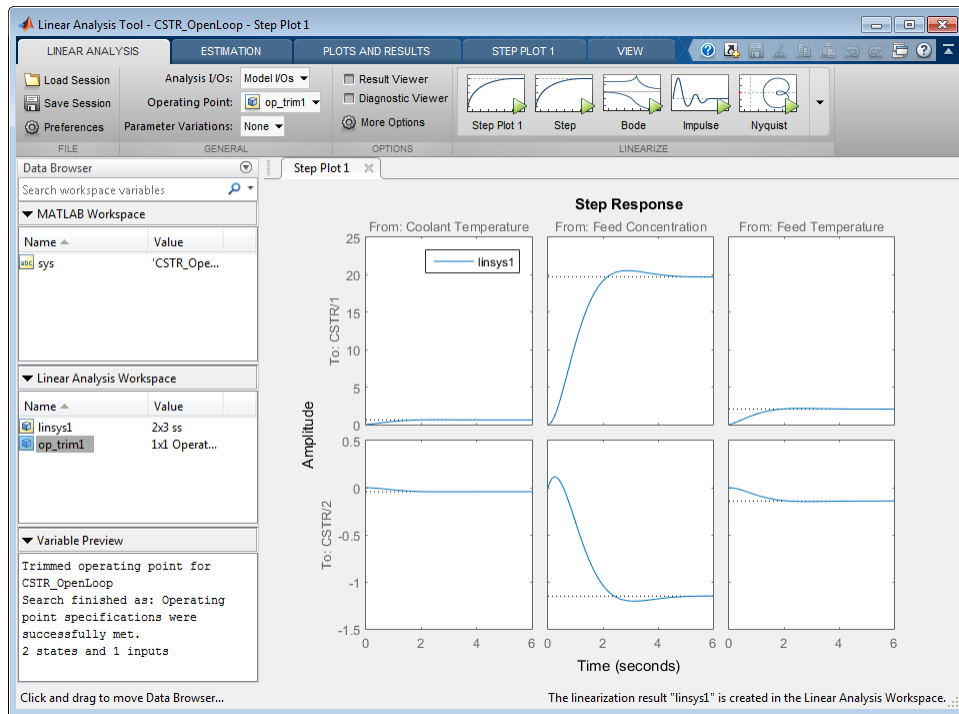 Linear Analysis Tool - CSTR_OpenLoop - Step Plot 1
LINEAR ANALYSIS
ESTIMATION
PLOTS AND RESULTS
STEP PLOT 1
VIEW
Load Session
Save Session
Preferences
FILE
Analysis I/Os: Model I/Os
Operating Point: op_trim1
Parameter Variations: None
GENERAL
Result Viewer
Diagnostic Viewer
More Options
OPTIONS
Step Plot 1
Step
Bode
Impulse
Nyquist
LINEARIZE
Data Browser
Search workspace variables
MATLAB Workspace
Name Value
abc sys 'CSTR_Ope...
Linear Analysis Workspace
Name Value
linsys1 2x3 ss
op_trim1 1x1 Operat...
Variable Preview
Trimmed operating point for
CSTR_OpenLoop
Search finished as: Operating
point specifications were
successfully met.
2 states and 1 inputs
Step Plot 1
Step Response
From: Coolant Temperature
From: Feed Concentration
From: Feed Temperature
linsys1
To: CSTR/1
25
20
15
10
5
0
Amplitude
To: CSTR/2
0.5
0
-0.5
-1
-1.5
0 2 4 6
0 2 4 6
0 2 4 6
Time (seconds)
Click and drag to move Data Browser...
The linearization result "linsys1" is created in the Linear Analysis Workspace.